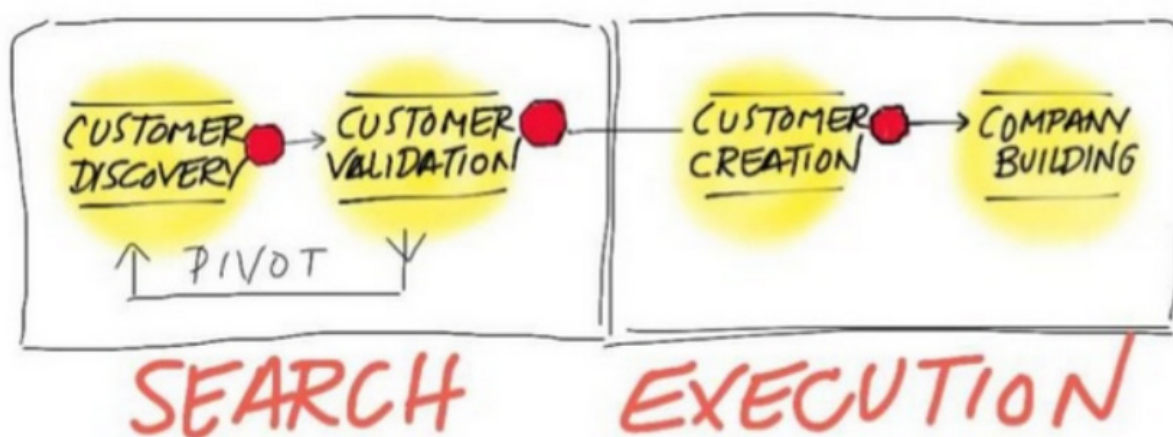 CUSTOMER
DISCOVERY
CUSTOMER
VALIDATION
PIVOT
CUSTOMER
CREATION
COMPANY
BUILDING
SEARCH
EXECUTION